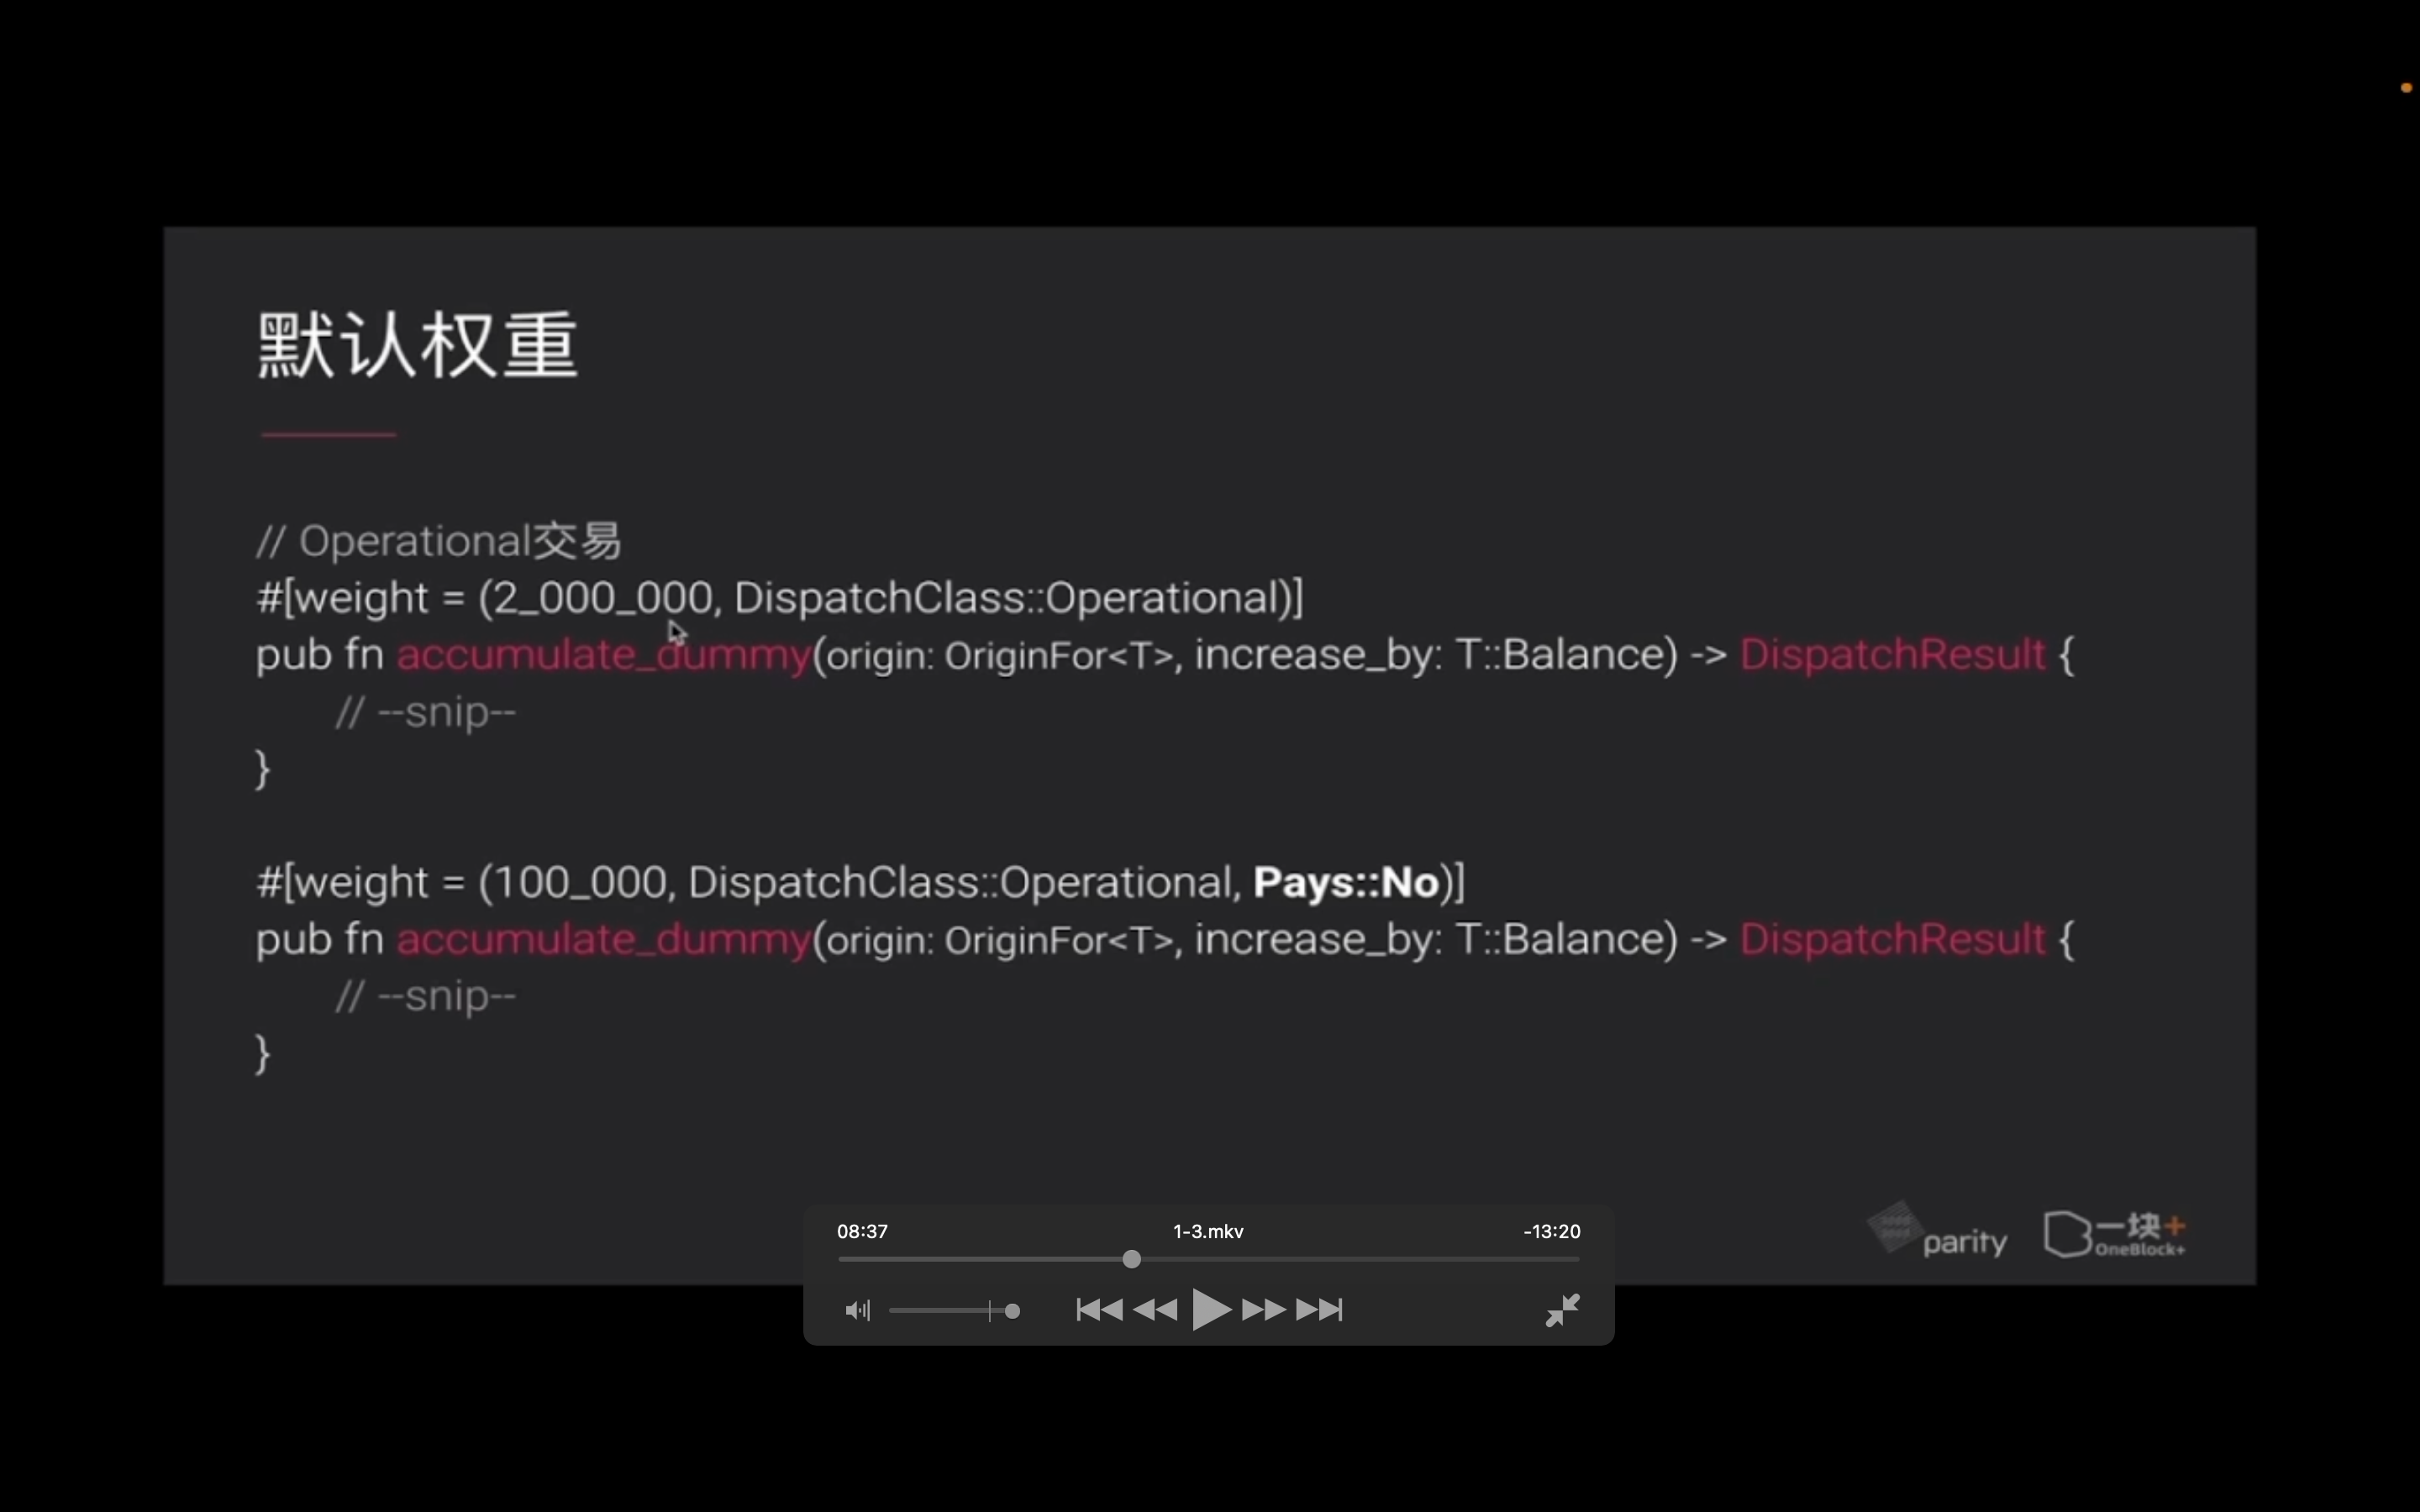 默认权重
// Operational交易
#[weight = (2_000_000, DispatchClass::Operational)]
pub fn accumulate_dummy(origin: OriginFor<T>, increase_by: T::Balance) -> DispatchResult {
// --snip--
}
#[weight = (100_000, DispatchClass::Operational, Pays::No)]
pub fn accumulate_dummy(origin: OriginFor<T>, increase_by: T::Balance) -> DispatchResult {
// --snip--
}
parity
一块+
OneBlock+
08:37
1-3.mkv
-13:20